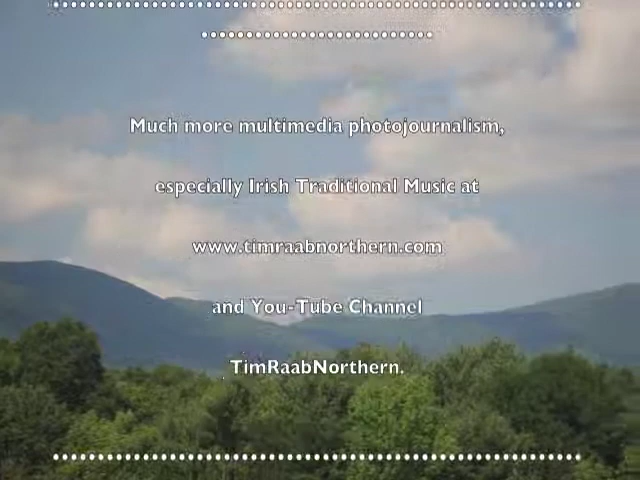 Much more multimedia photojournalism,
especially Irish Traditional Music at
www.timraabnorthern.com
and You-Tube Channel
TimRaabNorthern.